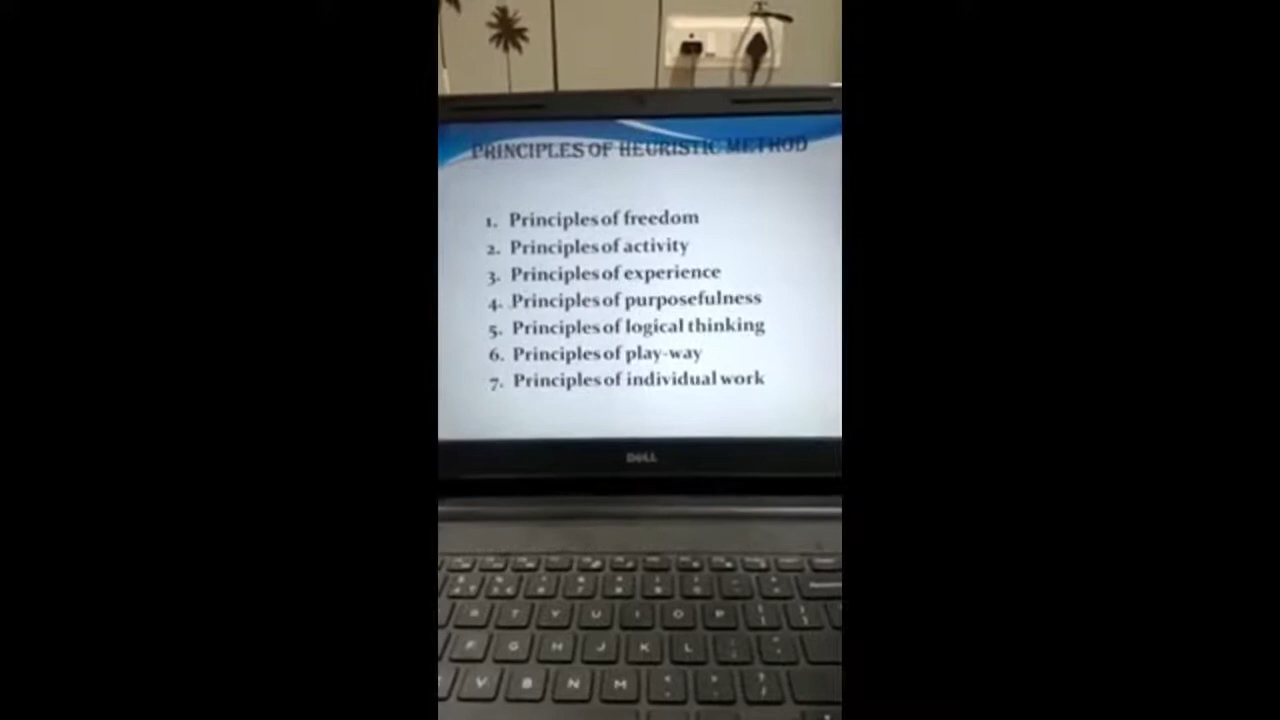 PRINCIPLES OF HEURISTIC METHOD
1. Principles of freedom
2. Principles of activity
3. Principles of experience
4. Principles of purposefulness
5. Principles of logical thinking
6. Principles of play-way
7. Principles of individual work
DELL
R T Y U I O P
F G H J K L
V B N M